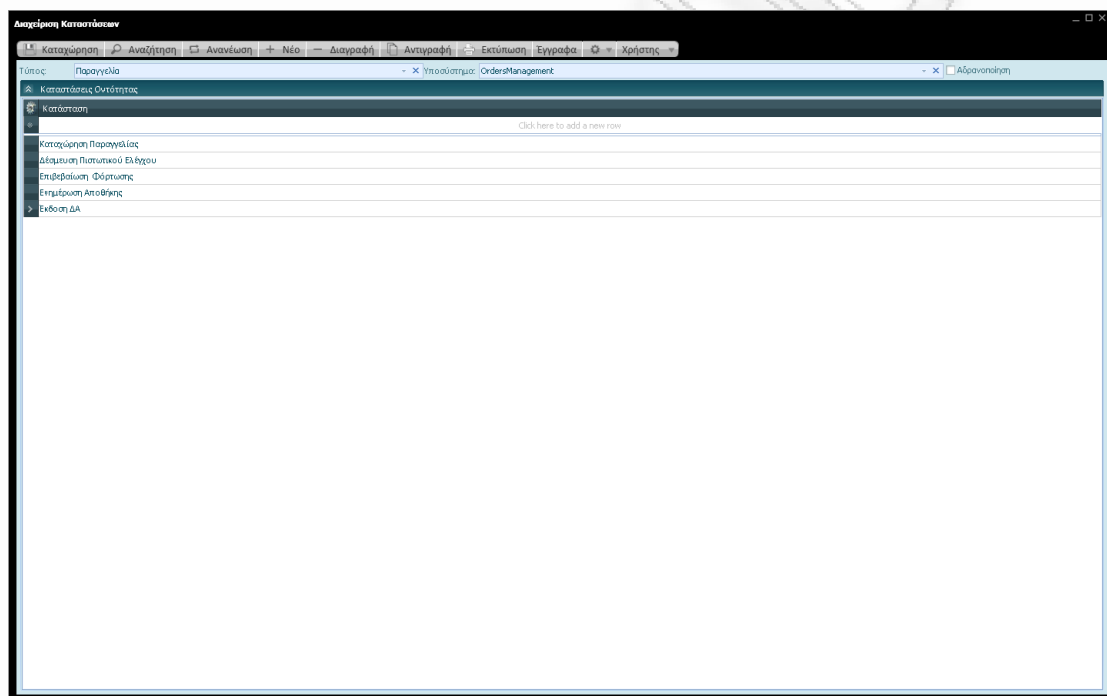 Διαχείριση Καταστάσεων
Καταχώρηση Αναζήτηση Ανανέωση Νέο Διαγραφή Αντιγραφή Εκτύπωση Έγγραφα Χρήστης
Τύπος: Παραγγελία Υποσύστημα: OrdersManagement Αδρανοποίηση
Καταστάσεις Οντότητας
Κατάσταση
Click here to add a new row
Καταχώρηση Παραγγελίας
Δέσμευση Πιστωτικού Ελέγχου
Επιβεβαίωση Φόρτωσης
Ενημέρωση Αποθήκης
Έκδοση ΔΑ